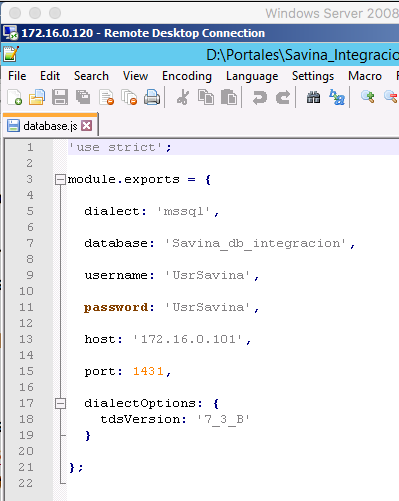 Windows Server 2008
172.16.0.120 - Remote Desktop Connection
D:\Portales\Savina_Integracio
File Edit Search View Encoding Language Settings Macro
database.js
1 'use strict';
2
3 module.exports = {
4
5 dialect: 'mssql',
6
7 database: 'Savina_db_integracion',
8
9 username: 'UsrSavina',
10
11 password: 'UsrSavina',
12
13 host: '172.16.0.101',
14
15 port: 1431,
16
17 dialectOptions: {
18 tdsVersion: '7_3_B'
19 }
20
21 };
22